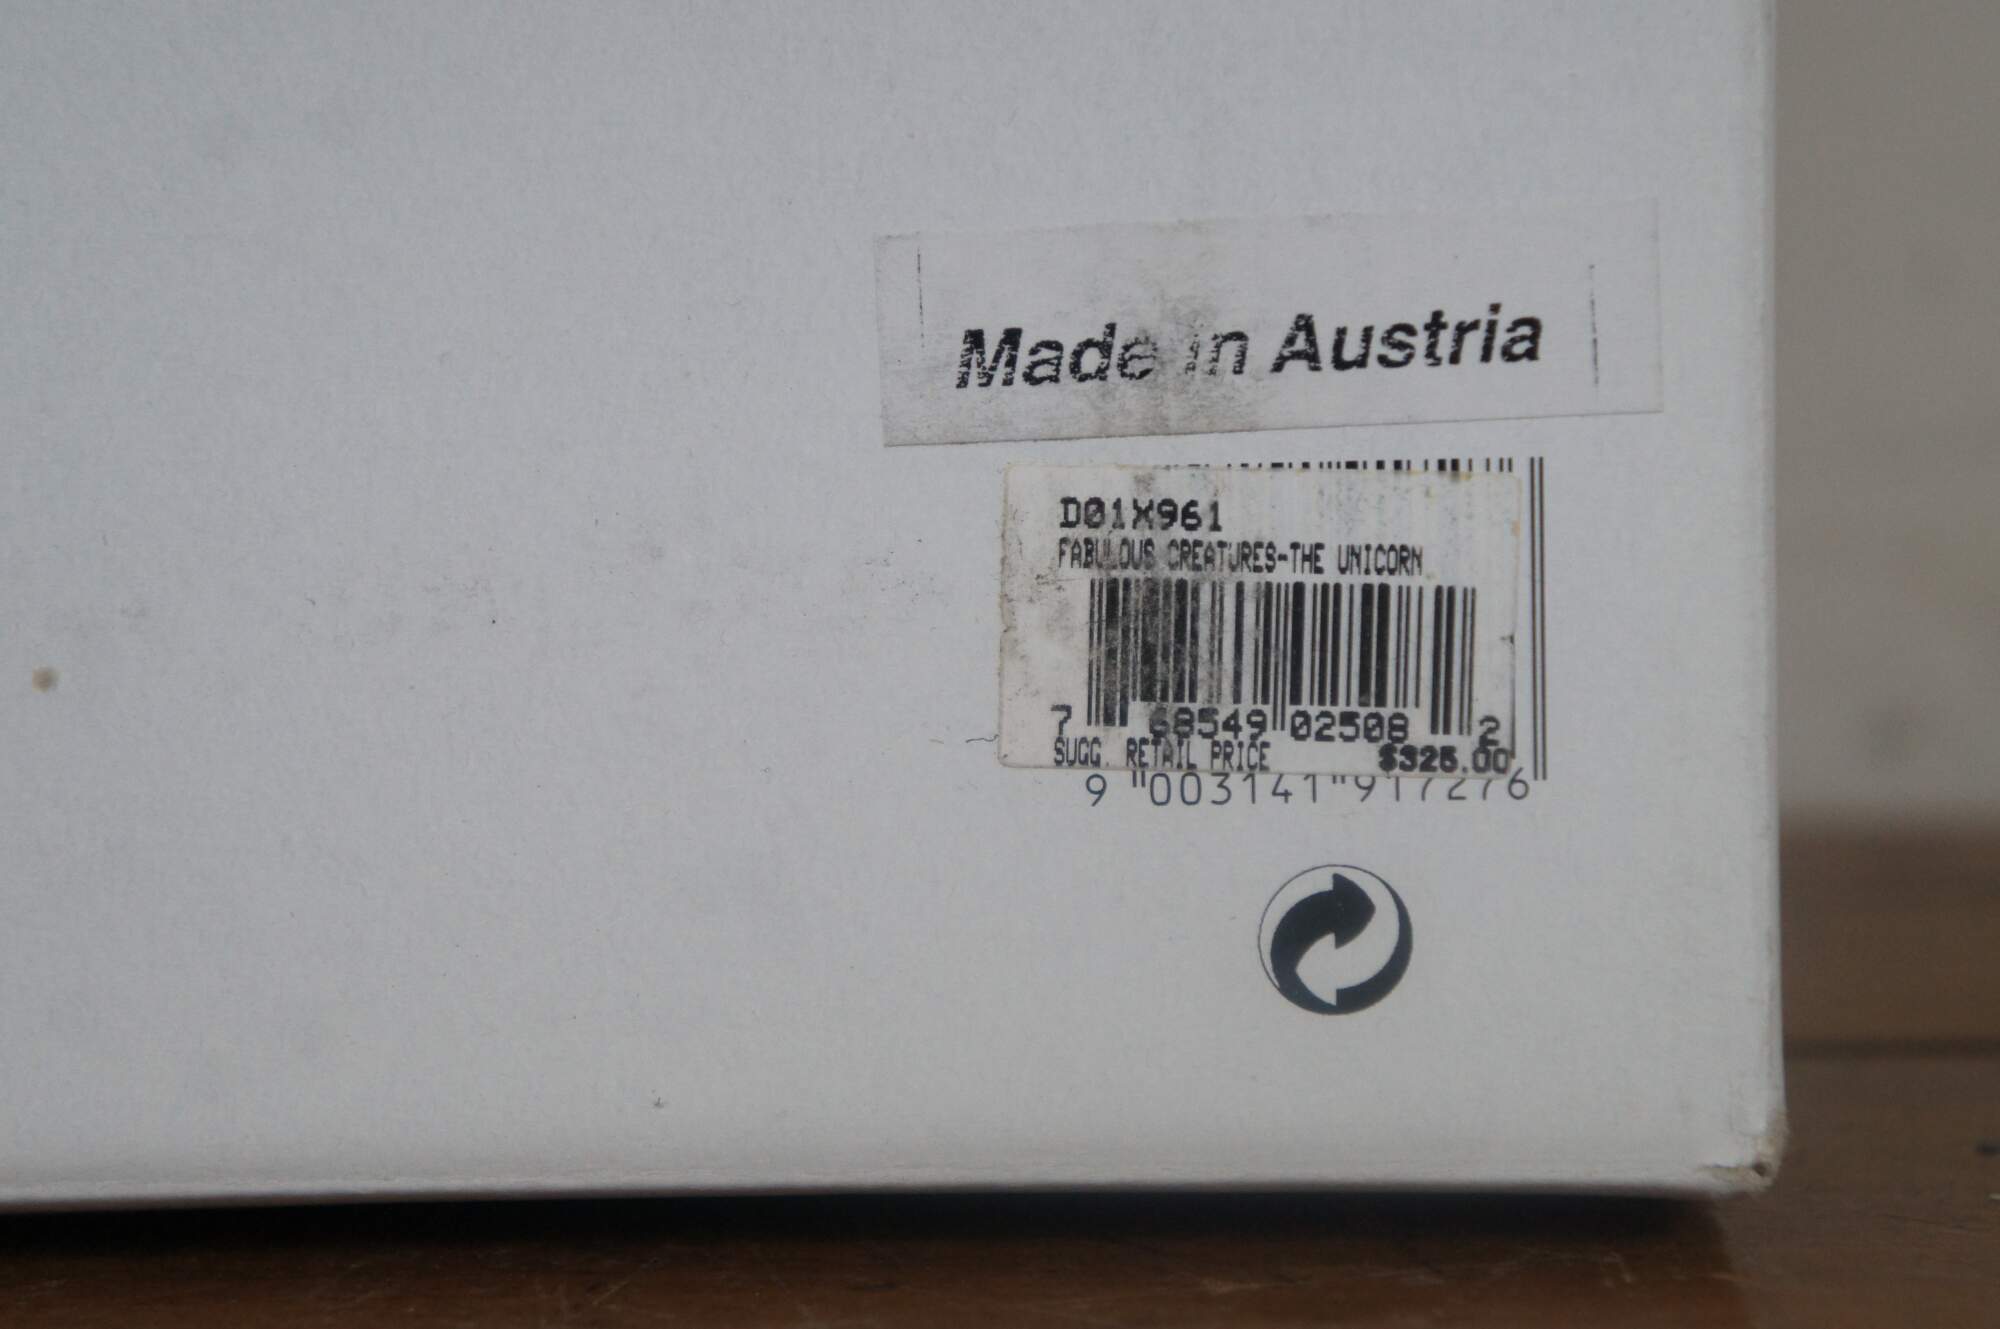 Made in Austria
D01X961
FABULOUS CREATURES-THE UNICORN
7 68549 02508 2
SUGG. RETAIL PRICE $325.00
9 003141 917276